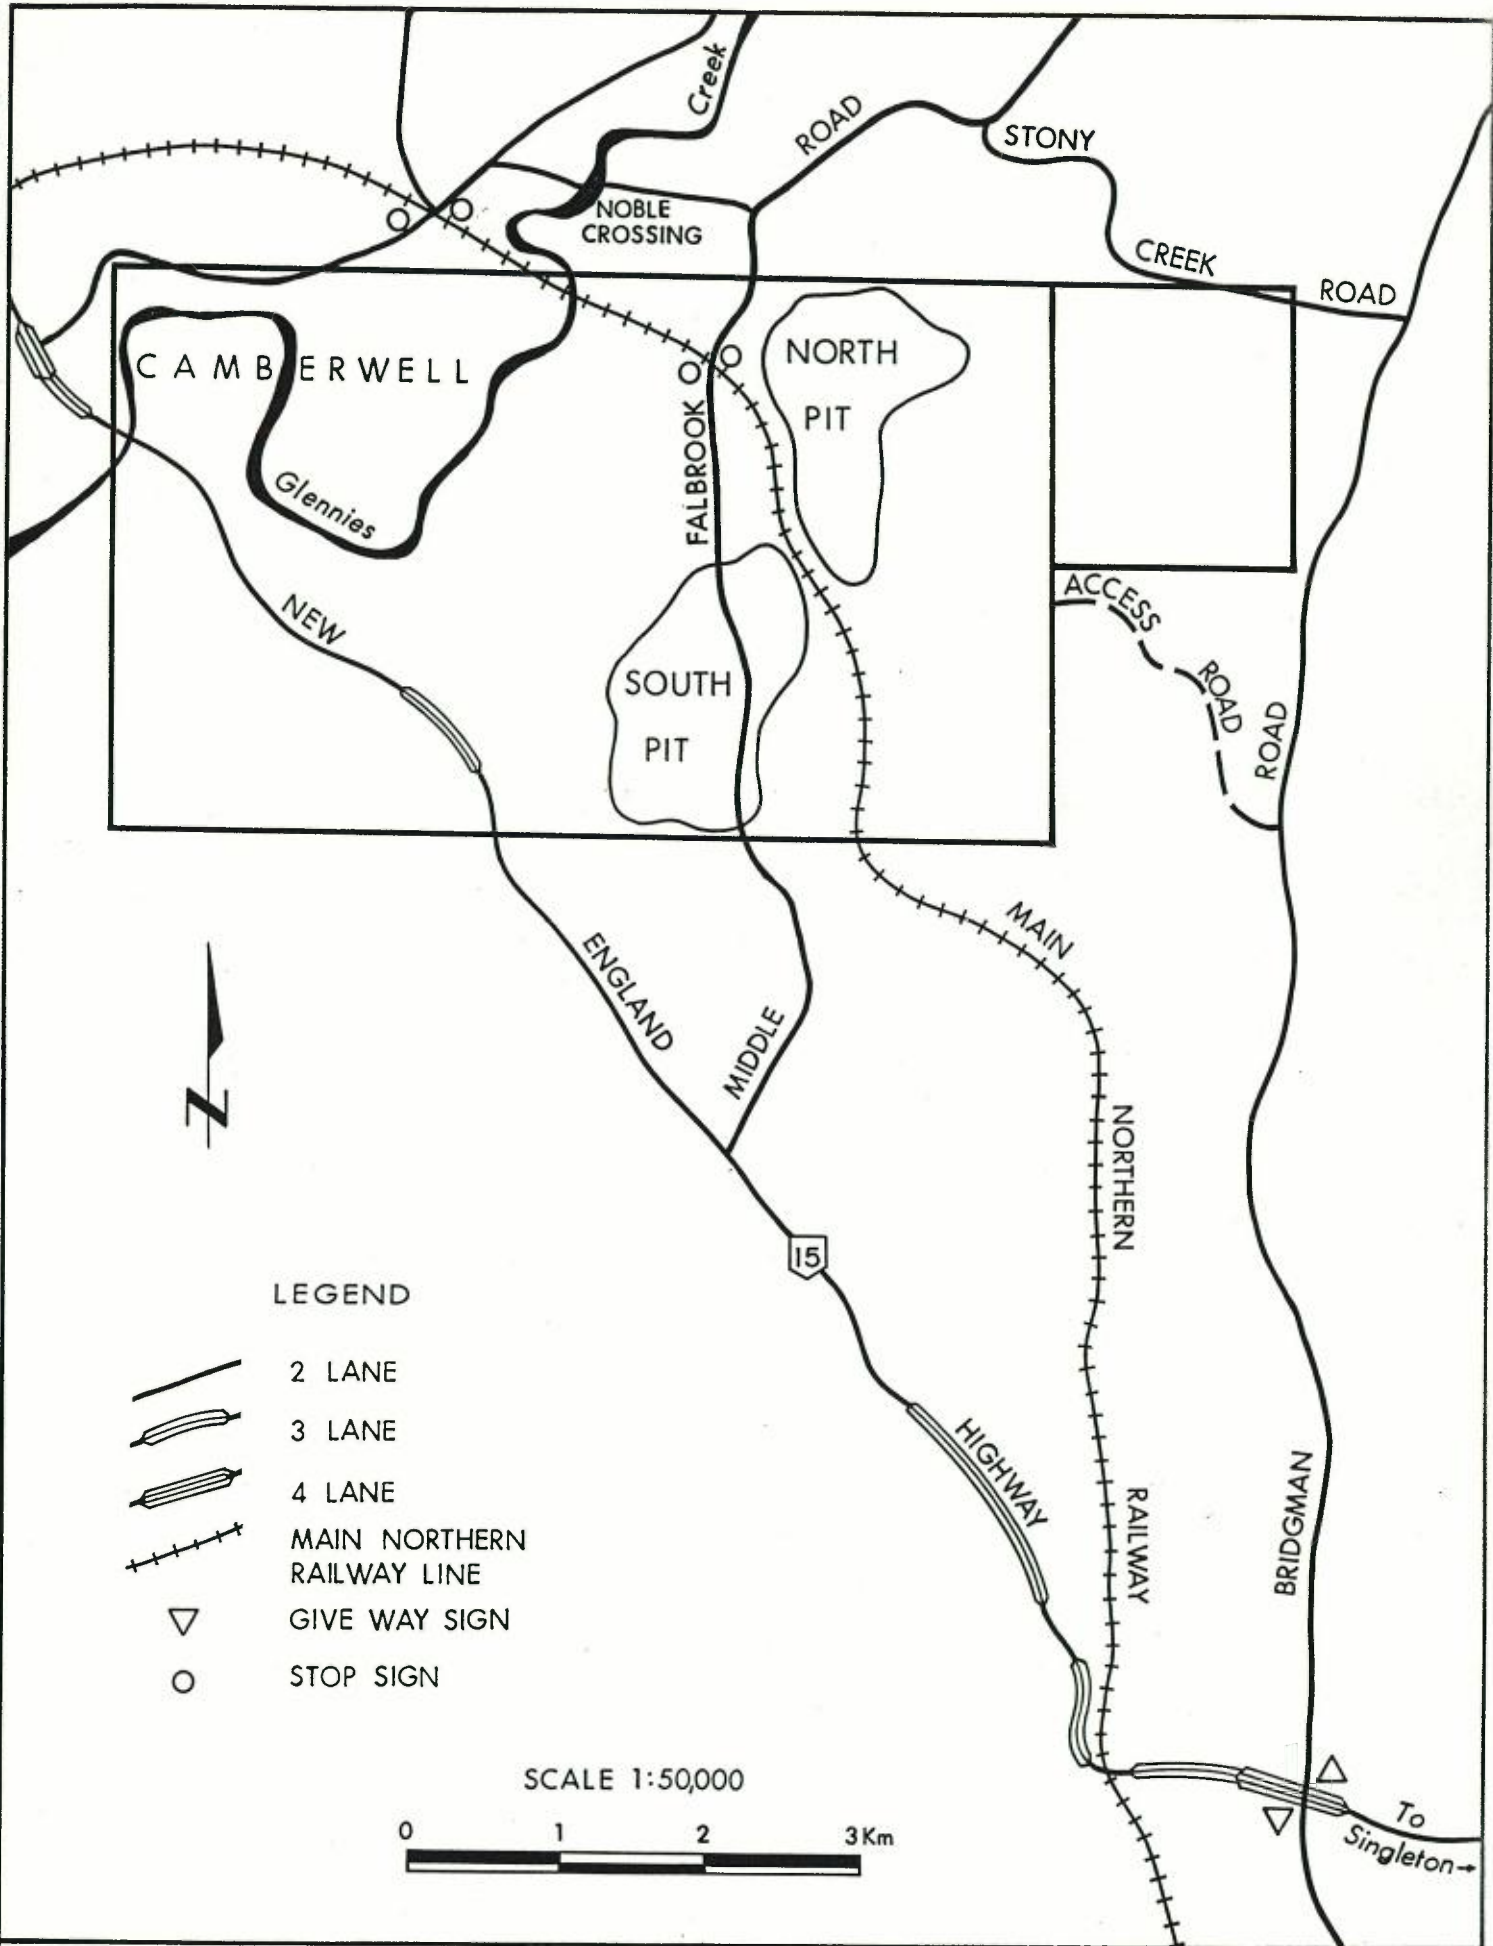 Creek
ROAD
STONY
NOBLE
CROSSING
CREEK
ROAD
NORTH
PIT
CAMBERWELL
FALBROOK
Glennies
NEW
ACCESS
ROAD
SOUTH
PIT
ROAD
MAIN
ENGLAND
MIDDLE
N
NORTHERN
15
LEGEND
2 LANE
3 LANE
4 LANE
MAIN NORTHERN
RAILWAY LINE
GIVE WAY SIGN
STOP SIGN
HIGHWAY
RAILWAY
BRIDGMAN
SCALE 1:50,000
0 1 2 3 Km
To
Singleton